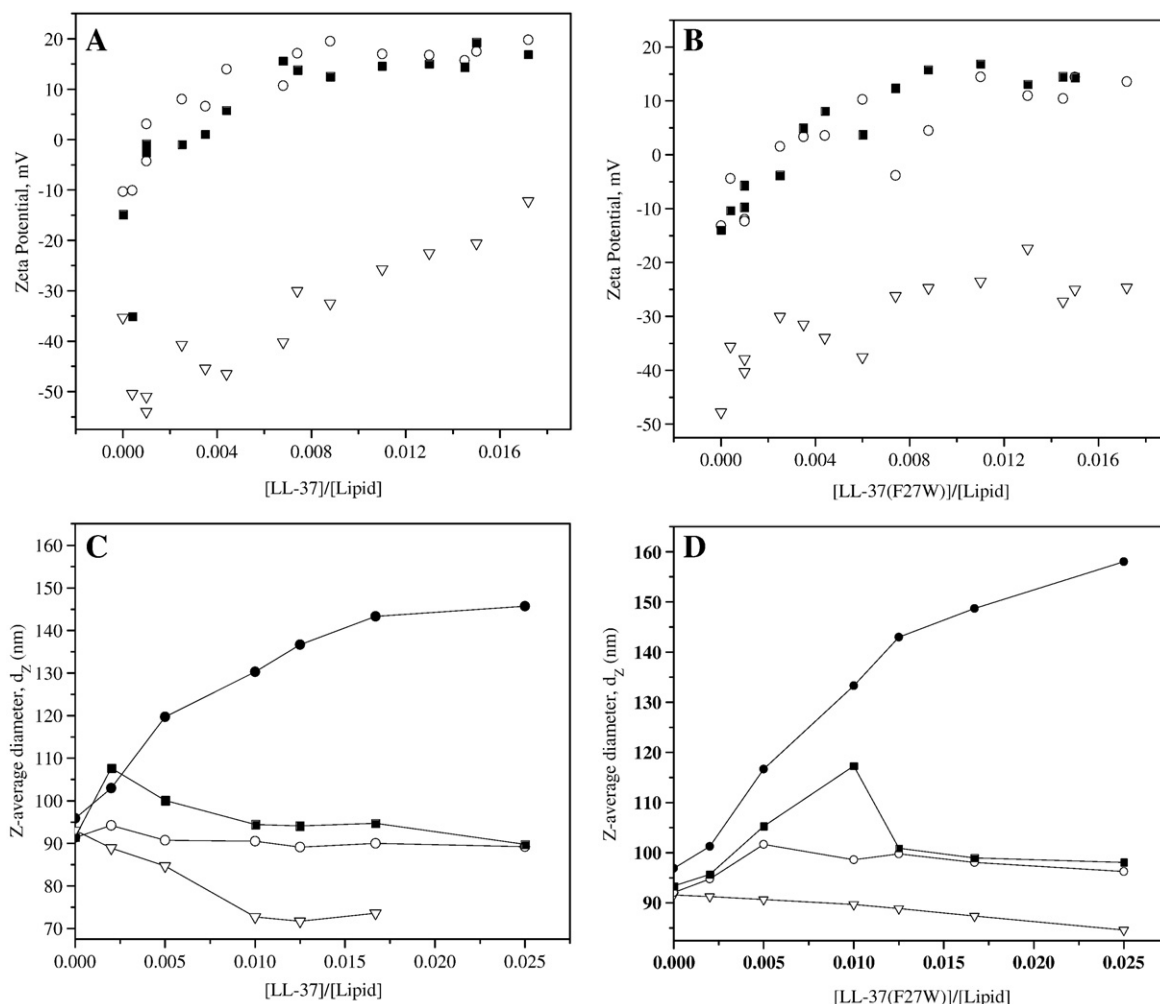 A
20
10
0
-10
-20
-30
-40
-50
Zeta Potential, mV
0.000 0.004 0.008 0.012 0.016
[LL-37]/[Lipid]
B
20
10
0
-10
-20
-30
-40
-50
Zeta Potential, mV
0.000 0.004 0.008 0.012 0.016
[LL-37(F27W)]/[Lipid]
C
160
150
140
130
120
110
100
90
80
70
Z-average diameter, dZ (nm)
0.000 0.005 0.010 0.015 0.020 0.025
[LL-37]/[Lipid]
D
160
150
140
130
120
110
100
90
Z-average diameter, dZ (nm)
0.000 0.005 0.010 0.015 0.020 0.025
[LL-37(F27W)]/[Lipid]